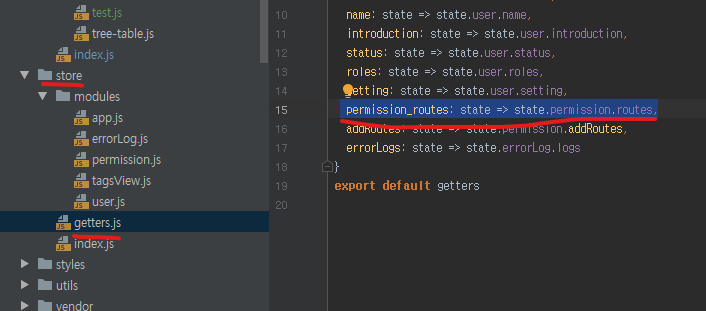 test.js
tree-table.js
index.js
store
modules
app.js
errorLog.js
permission.js
tagsView.js
user.js
getters.js
index.js
styles
utils
vendor
10 name: state => state.user.name,
11 introduction: state => state.user.introduction,
12 status: state => state.user.status,
13 roles: state => state.user.roles,
14 setting: state => state.user.setting,
15 permission_routes: state => state.permission.routes,
16 addRoutes: state => state.permission.addRoutes,
17 errorLogs: state => state.errorLog.logs
18 }
19 export default getters
20